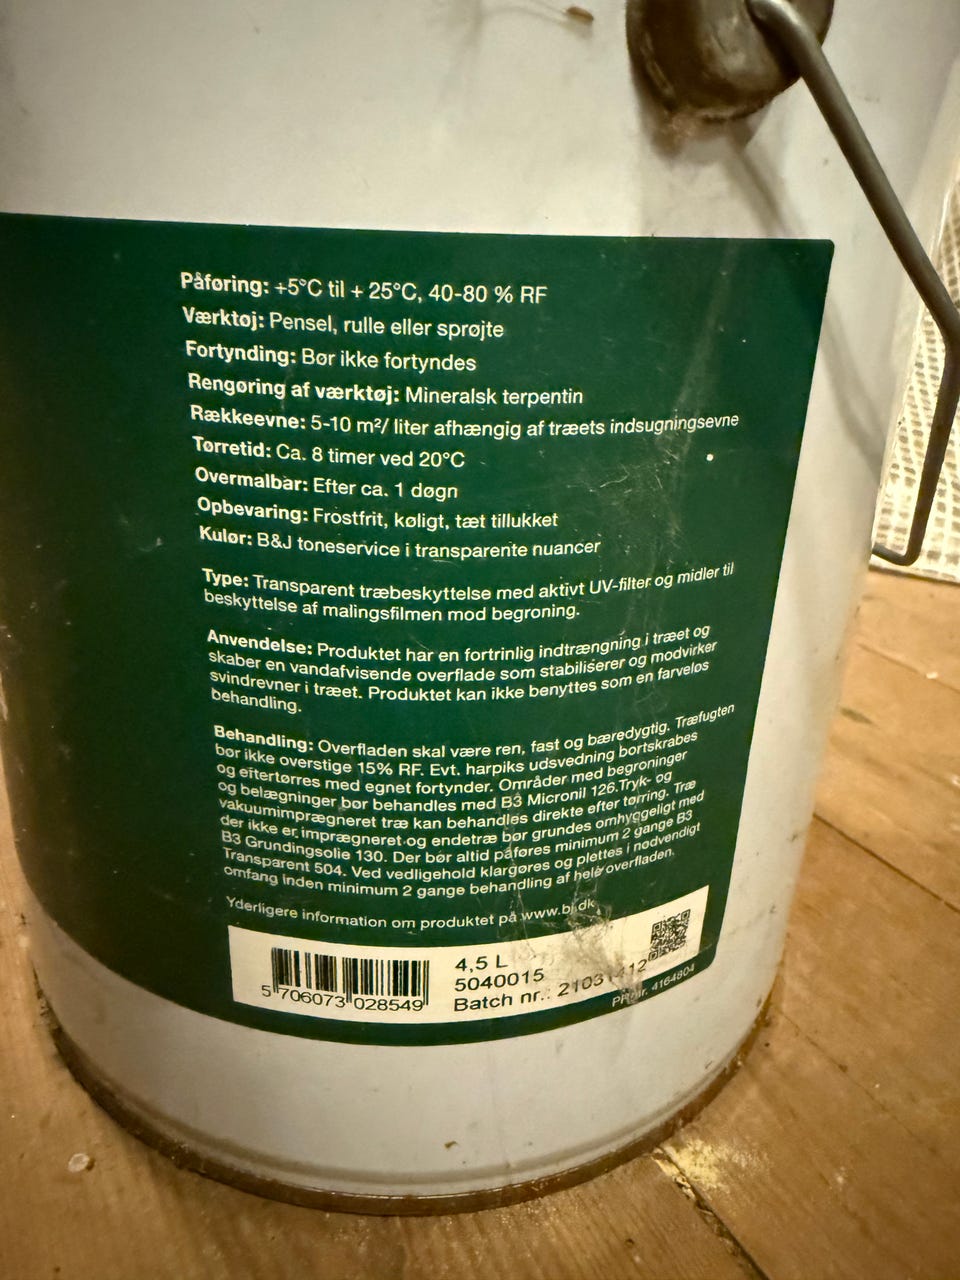 Påføring: +5°C til + 25°C, 40-80 % RF
Værktøj: Pensel, rulle eller sprøjte
Fortynding: Bør ikke fortyndes
Rengøring af værktøj: Mineralsk terpentin
Rækkeevne: 5-10 m²/ liter afhængig af træets indsugningsevne
Tørretid: Ca. 8 timer ved 20°C
Overmalbar: Efter ca. 1 døgn
Opbevaring: Frostfrit, køligt, tæt tillukket
Kulør: B&J toneservice i transparente nuancer
Type: Transparent træbeskyttelse med aktivt UV-filter og midler til
beskyttelse af malingsfilmen mod begroning.
Anvendelse: Produktet har en fortrinlig indtrængning i træet og
skaber en vandafvisende overflade som stabiliserer og modvirker
svindrevner i træet. Produktet kan ikke benyttes som en farveløs
behandling.
Behandling: Overfladen skal være ren, fast og bæredygtig. Træfugten
bør ikke overstige 15% RF. Evt. harpiks udsvedning bortskrabes
og eftertørres med egnet fortynder. Områder med begroninger
og belægninger bør behandles med B3 Micronil 126.Tryk- og
vakuumimprægneret træ kan behandles direkte efter tørring. Træ
der ikke er imprægneret og endetræ bør grundes omhyggeligt med
B3 Grundingsolie 130. Der bør altid påføres minimum 2 gange B3
Transparent 504. Ved vedligehold klargøres og plettes i nødvendigt
omfang inden minimum 2 gange behandling af hele overfladen.
Yderligere information om produktet på www.bj.dk
4,5 L
5040015
Batch nr.:
5 706073 028549
PR-nr. 4164804